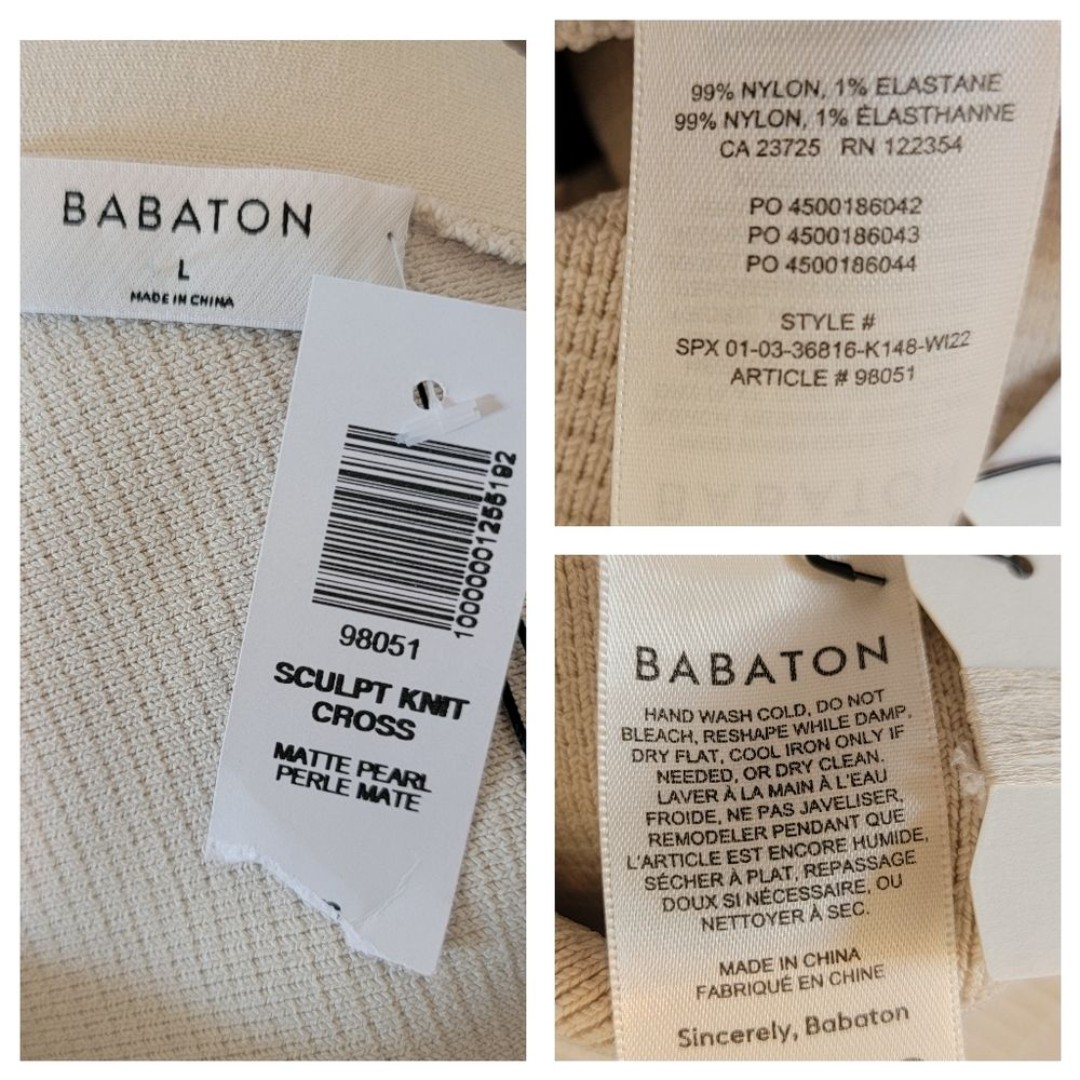 BABATON
L
MADE IN CHINA
10000001255192
98051
SCULPT KNIT
CROSS
MATTE PEARL
PERLE MATE
99% NYLON, 1% ELASTANE
99% NYLON, 1% ÉLASTHANNE
CA 23725 RN 122354
PO 4500186042
PO 4500186043
PO 4500186044
STYLE #
SPX 01-03-36816-K148-WI22
ARTICLE # 98051
BABATON
HAND WASH COLD, DO NOT
BLEACH, RESHAPE WHILE DAMP,
DRY FLAT, COOL IRON ONLY IF
NEEDED, OR DRY CLEAN.
LAVER À LA MAIN À L'EAU
FROIDE, NE PAS JAVELISER,
REMODELER PENDANT QUE
L'ARTICLE EST ENCORE HUMIDE,
SÉCHER À PLAT, REPASSAGE
DOUX SI NÉCESSAIRE, OU
NETTOYER À SEC.
MADE IN CHINA
FABRIQUÉ EN CHINE
Sincerely, Babaton